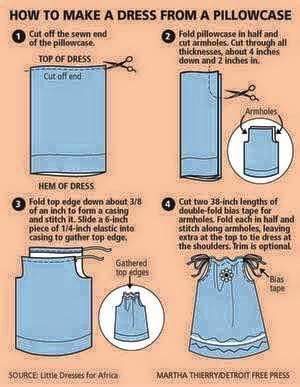 HOW TO MAKE A DRESS FROM A PILLOWCASE
1 Cut off the sewn end
of the pillowcase.
TOP OF DRESS
Cut off end
HEM OF DRESS
2 Fold pillowcase in half and
cut armholes. Cut through all
thicknesses, about 4 inches
down and 2 inches in.
Armholes
3 Fold top edge down about 3/8
of an inch to form a casing
and stitch it. Slide a 6-inch
piece of 1/4-inch elastic into
casing to gather top edge.
Gathered
top edges
4 Cut two 38-inch lengths of
double-fold bias tape for
armholes. Fold each in half and
stitch along armholes, leaving
extra at the top to tie dress at
the shoulders. Trim is optional.
Bias
tape
SOURCE: Little Dresses for Africa
MARTHA THIERRY/DETROIT FREE PRESS